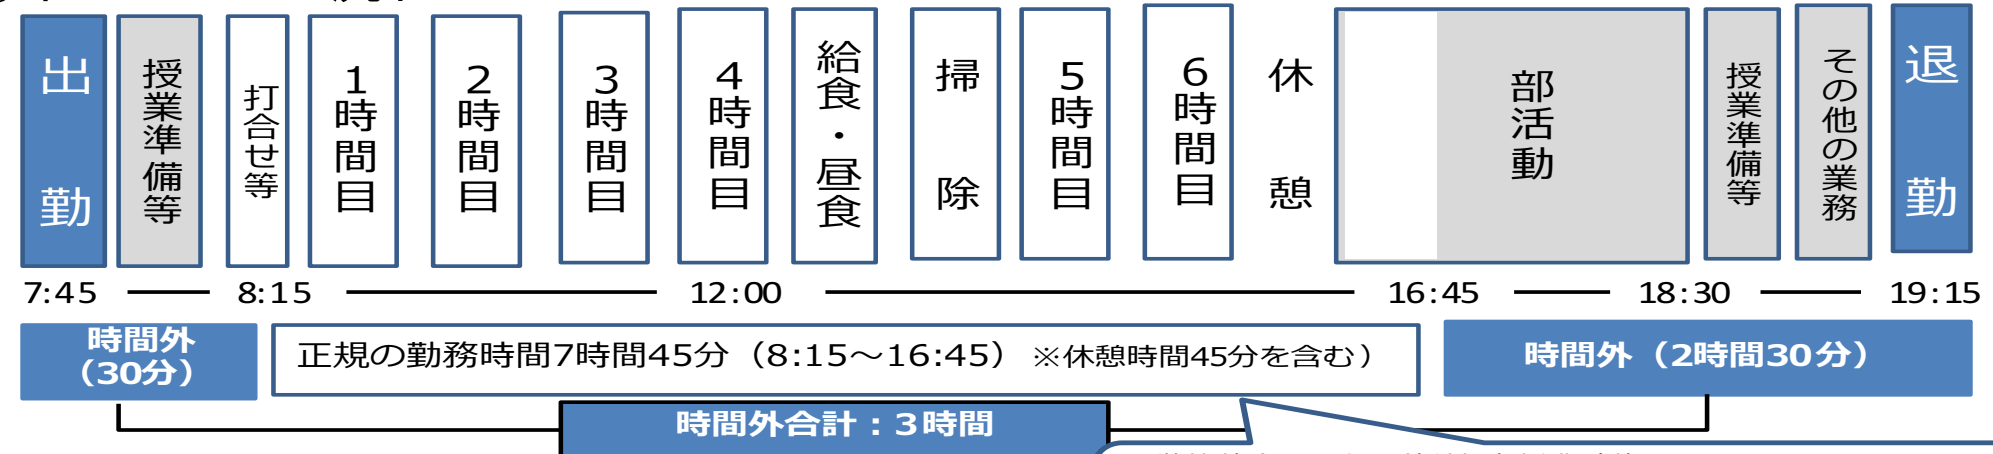 出勤
授業準備等
打合せ等
1時間目
2時間目
3時間目
4時間目
給食・昼食
掃除
5時間目
6時間目
休憩
部活動
授業準備等
その他の業務
退勤
7:45
8:15
12:00
16:45
18:30
19:15
時間外
(30分)
正規の勤務時間7時間45分（8:15～16:45）※休憩時間45分を含む）
時間外（2時間30分）
時間外合計：3時間